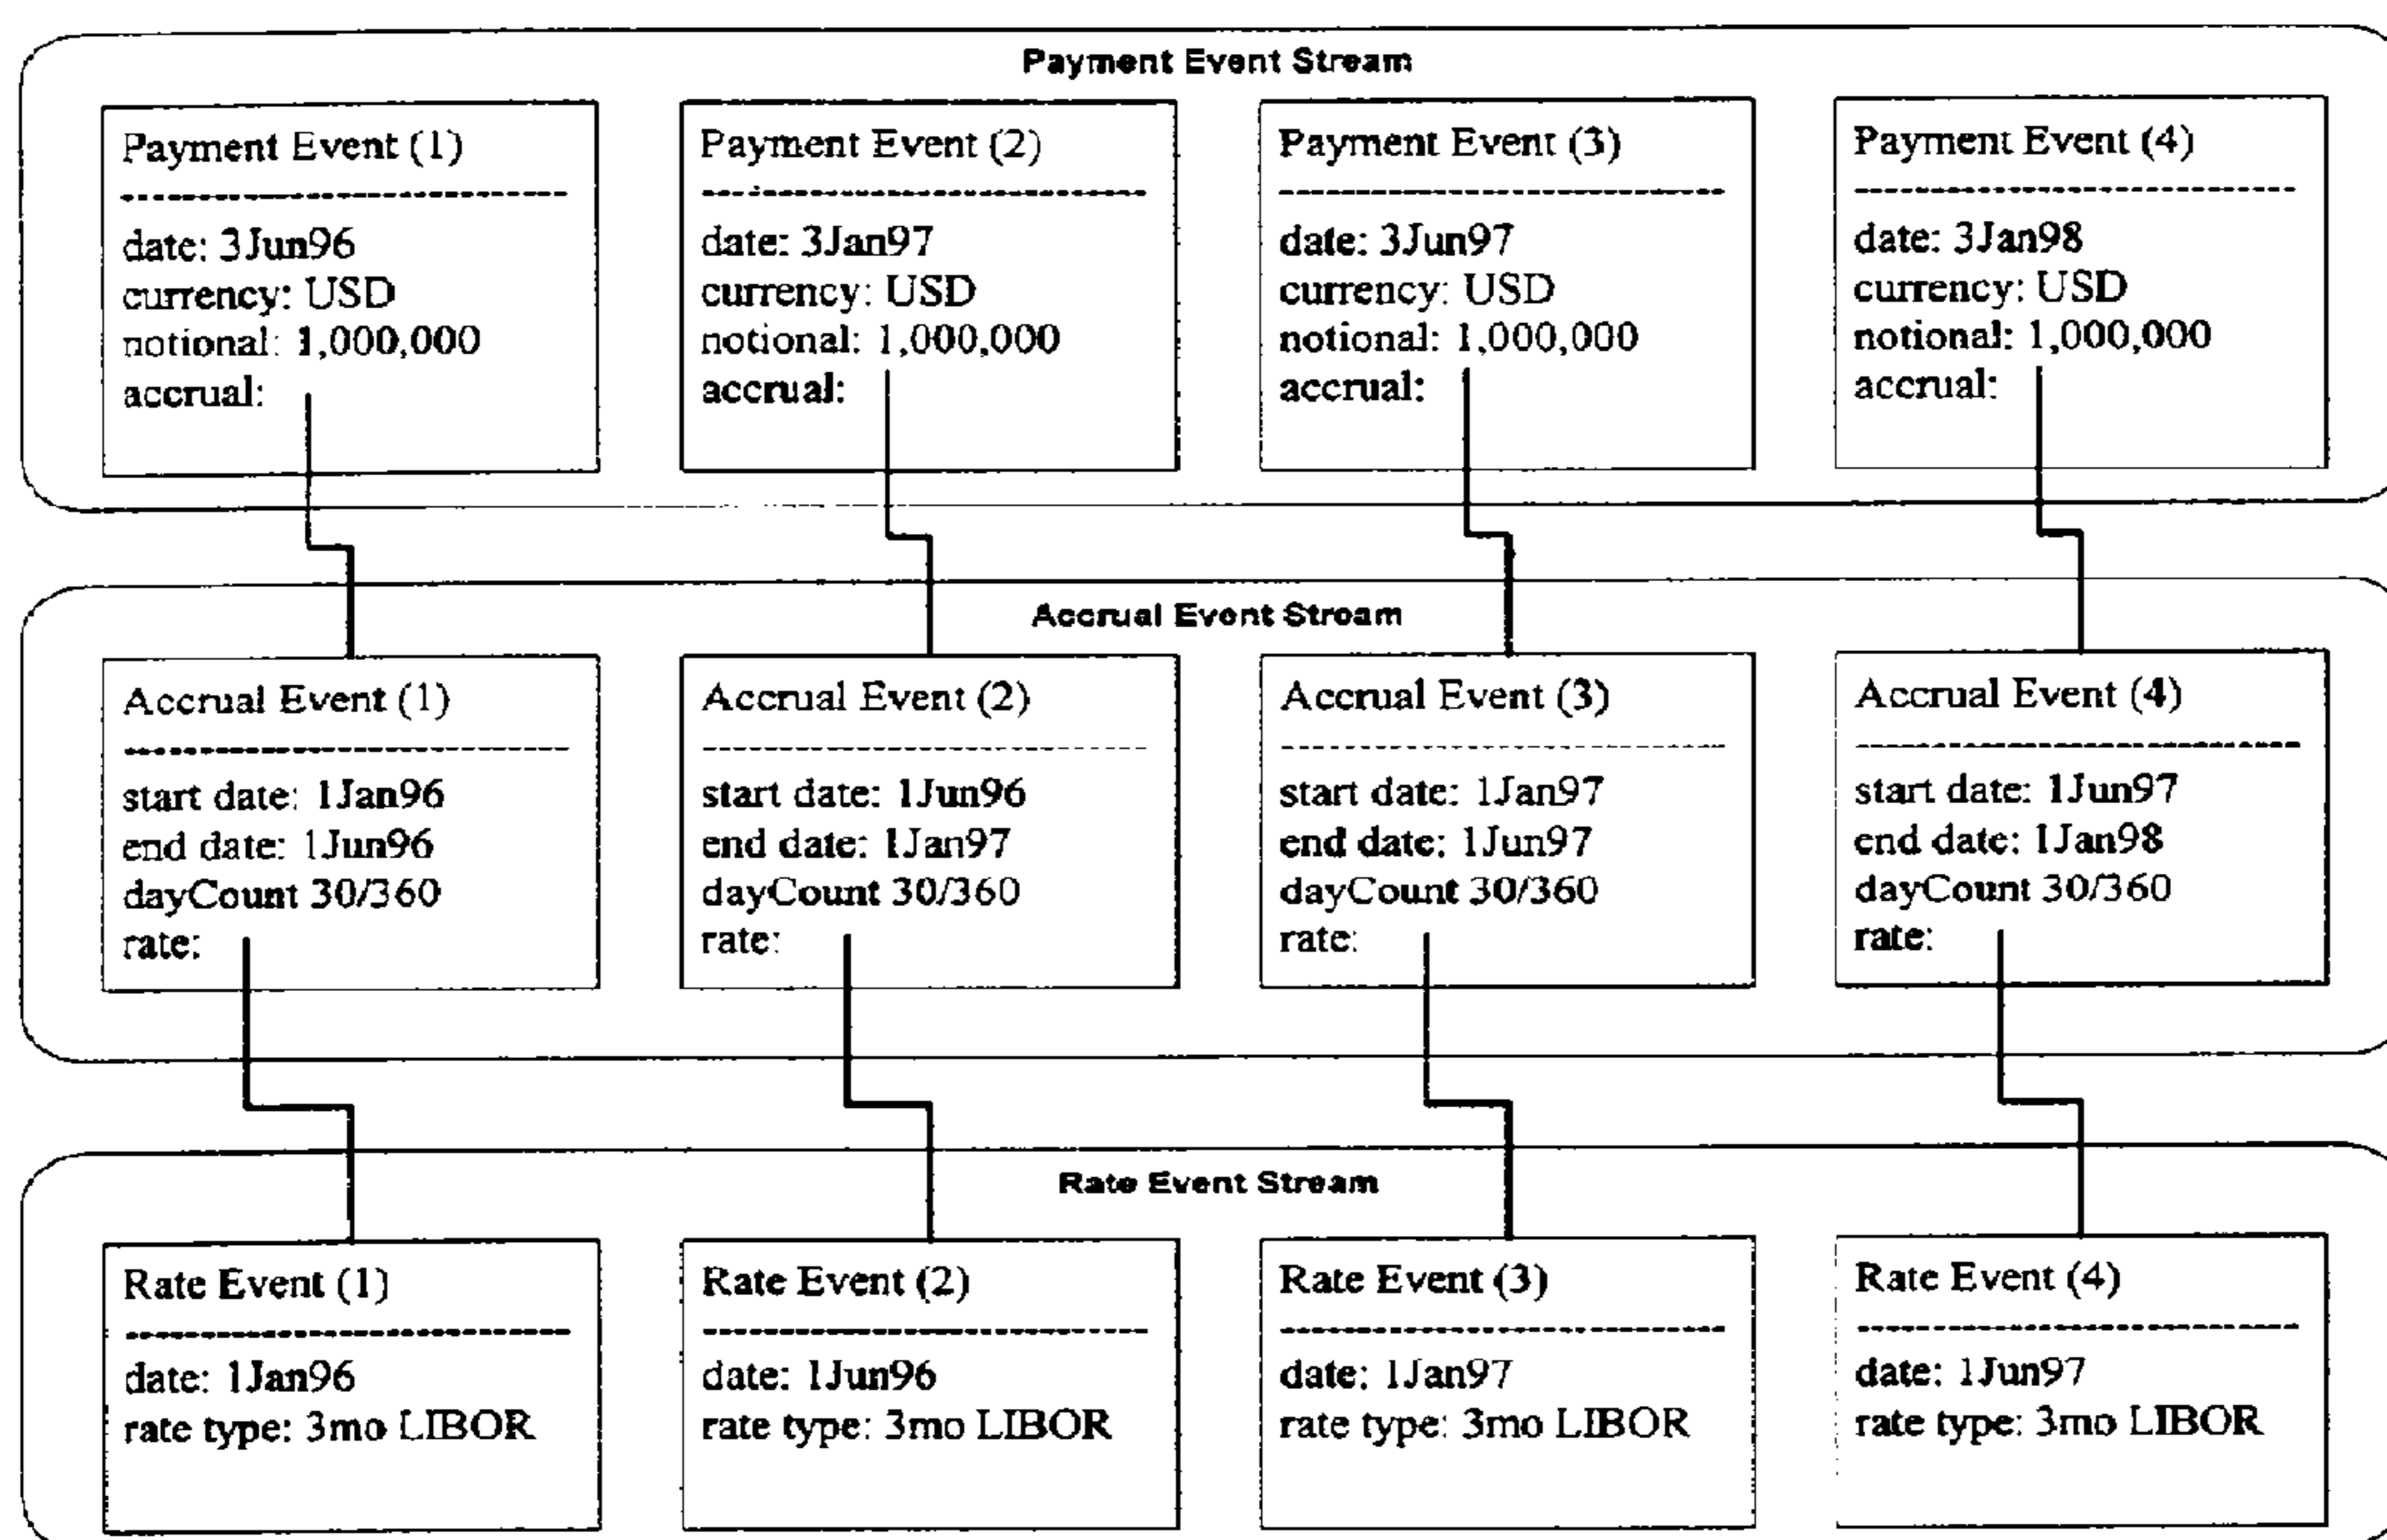 Payment Event Stream
Payment Event (1)
date: 3Jun96
currency: USD
notional: 1,000,000
accrual:
Payment Event (2)
date: 3Jan97
currency: USD
notional: 1,000,000
accrual:
Payment Event (3)
date: 3Jun97
currency: USD
notional: 1,000,000
accrual:
Payment Event (4)
date: 3Jan98
currency: USD
notional: 1,000,000
accrual:
Accrual Event Stream
Accrual Event (1)
start date: 1Jan96
end date: 1Jun96
dayCount 30/360
rate:
Accrual Event (2)
start date: 1Jun96
end date: 1Jan97
dayCount 30/360
rate:
Accrual Event (3)
start date: 1Jan97
end date: 1Jun97
dayCount 30/360
rate:
Accrual Event (4)
start date: 1Jun97
end date: 1Jan98
dayCount 30/360
rate:
Rate Event Stream
Rate Event (1)
date: 1Jan96
rate type: 3mo LIBOR
Rate Event (2)
date: 1Jun96
rate type: 3mo LIBOR
Rate Event (3)
date: 1Jan97
rate type: 3mo LIBOR
Rate Event (4)
date: 1Jun97
rate type: 3mo LIBOR